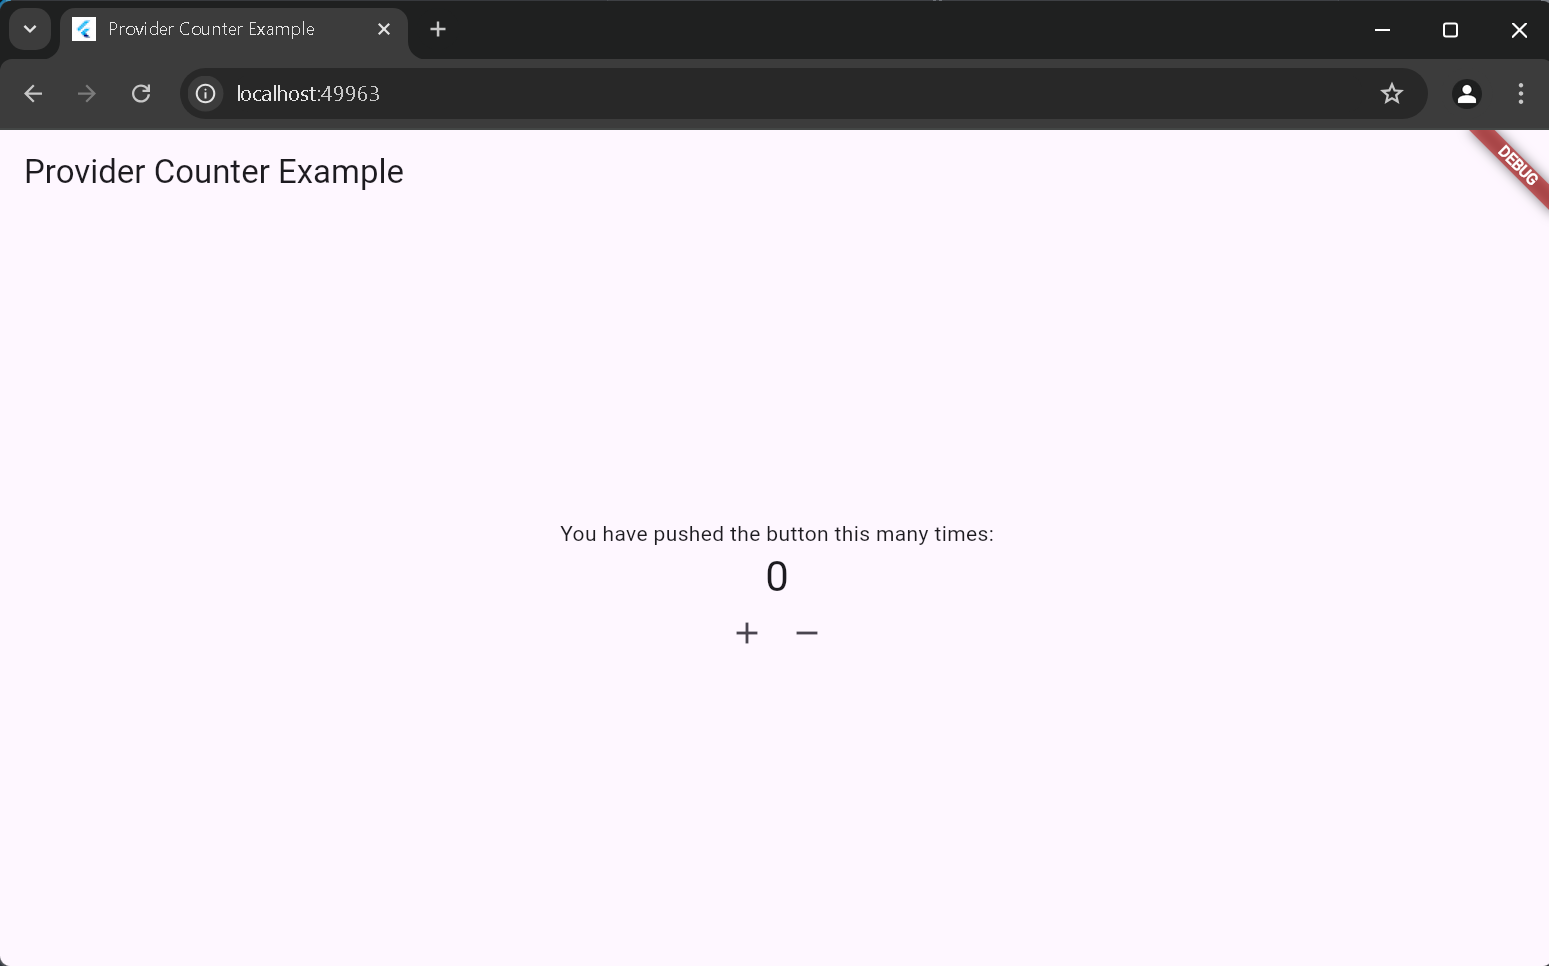 Provider Counter Example
localhost:49963
Provider Counter Example
DEBUG
You have pushed the button this many times:
0